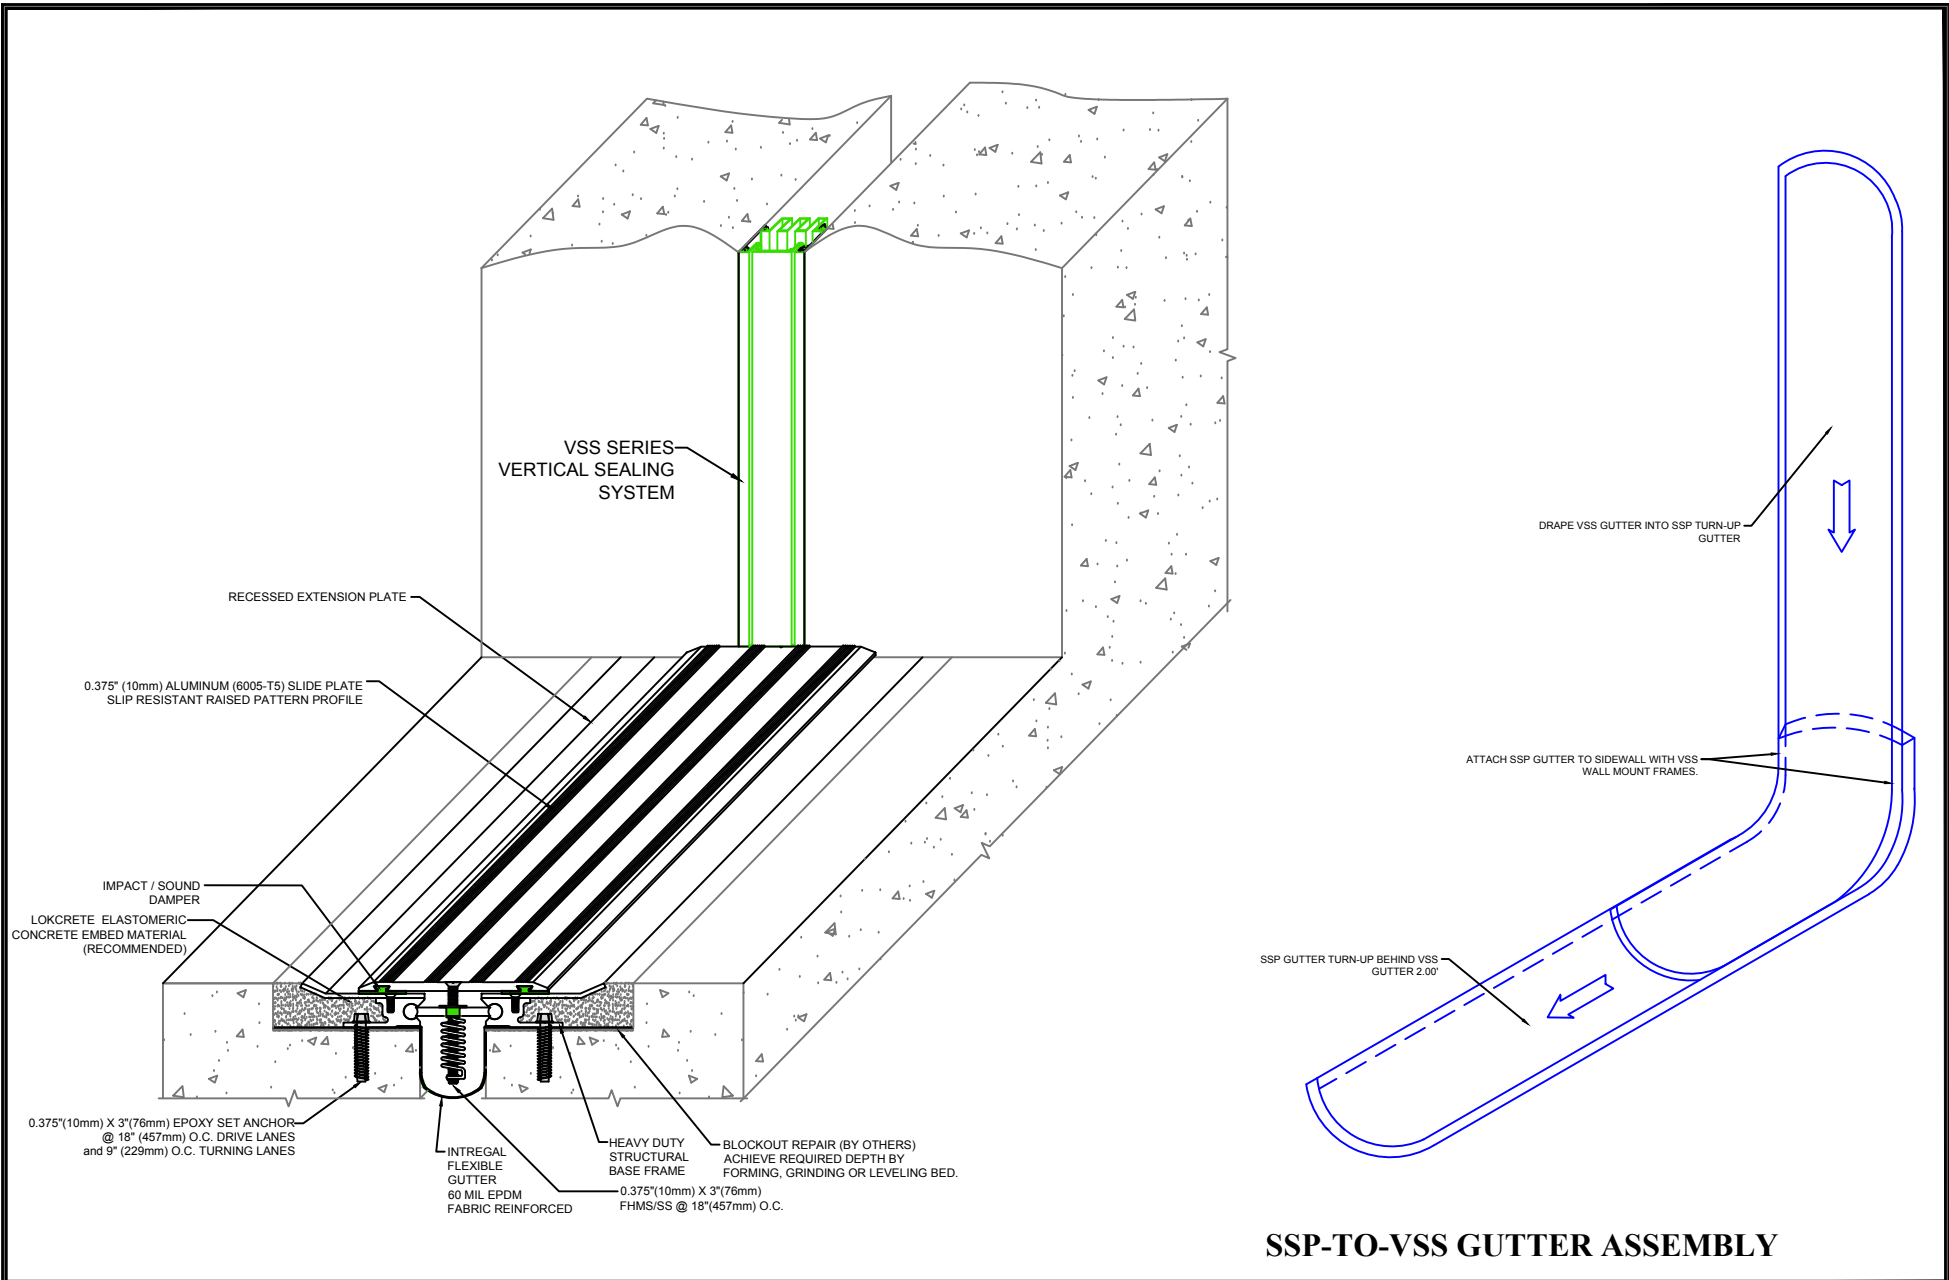 VSS SERIES
VERTICAL SEALING
SYSTEM
RECESSED EXTENSION PLATE
0.375" (10mm) ALUMINUM (6005-T5) SLIDE PLATE
SLIP RESISTANT RAISED PATTERN PROFILE
IMPACT / SOUND
DAMPER
LOKCRETE ELASTOMERIC
CONCRETE EMBED MATERIAL
(RECOMMENDED)
0.375"(10mm) X 3"(76mm) EPOXY SET ANCHOR
@ 18" (457mm) O.C. DRIVE LANES
and 9" (229mm) O.C. TURNING LANES
INTREGAL
FLEXIBLE
GUTTER
60 MIL EPDM
FABRIC REINFORCED
HEAVY DUTY
STRUCTURAL
BASE FRAME
0.375"(10mm) X 3"(76mm)
FHMS/SS @ 18"(457mm) O.C.
BLOCKOUT REPAIR (BY OTHERS)
ACHIEVE REQUIRED DEPTH BY
FORMING, GRINDING OR LEVELING BED.
DRAPE VSS GUTTER INTO SSP TURN-UP
GUTTER
ATTACH SSP GUTTER TO SIDEWALL WITH VSS
WALL MOUNT FRAMES.
SSP GUTTER TURN-UP BEHIND VSS
GUTTER 2.00'
SSP-TO-VSS GUTTER ASSEMBLY